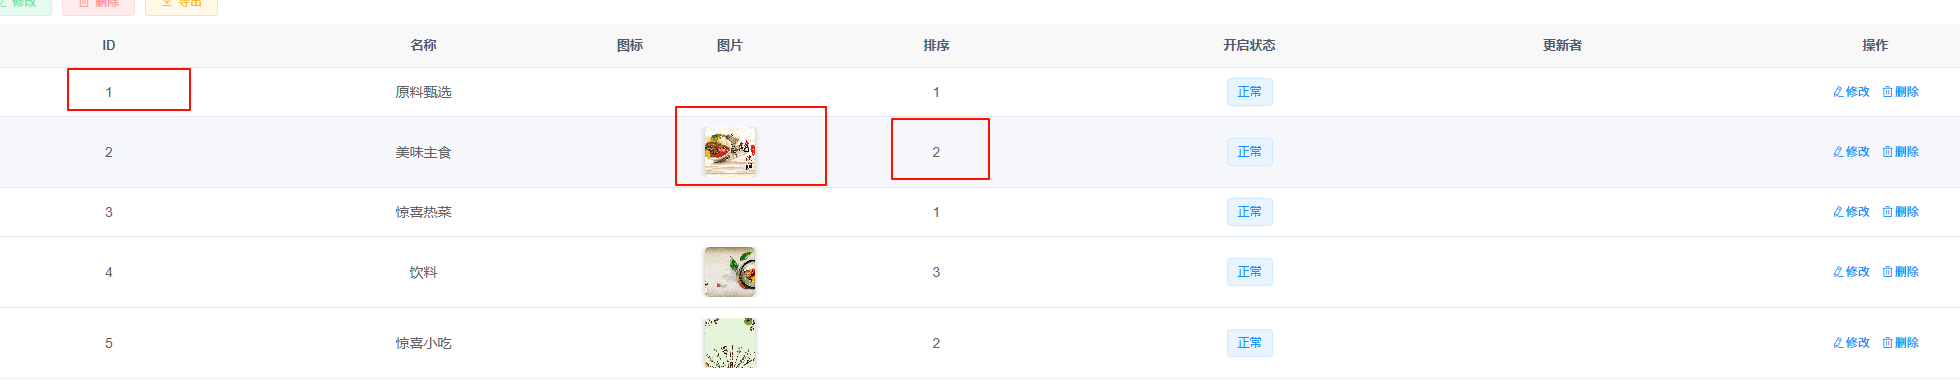 修改 删除 导出
ID 名称 图标 图片 排序 开启状态 更新者 操作
1 原料甄选 1 正常 修改 删除
2 美味主食 2 正常 修改 删除
3 惊喜热菜 1 正常 修改 删除
4 饮料 3 正常 修改 删除
5 惊喜小吃 2 正常 修改 删除